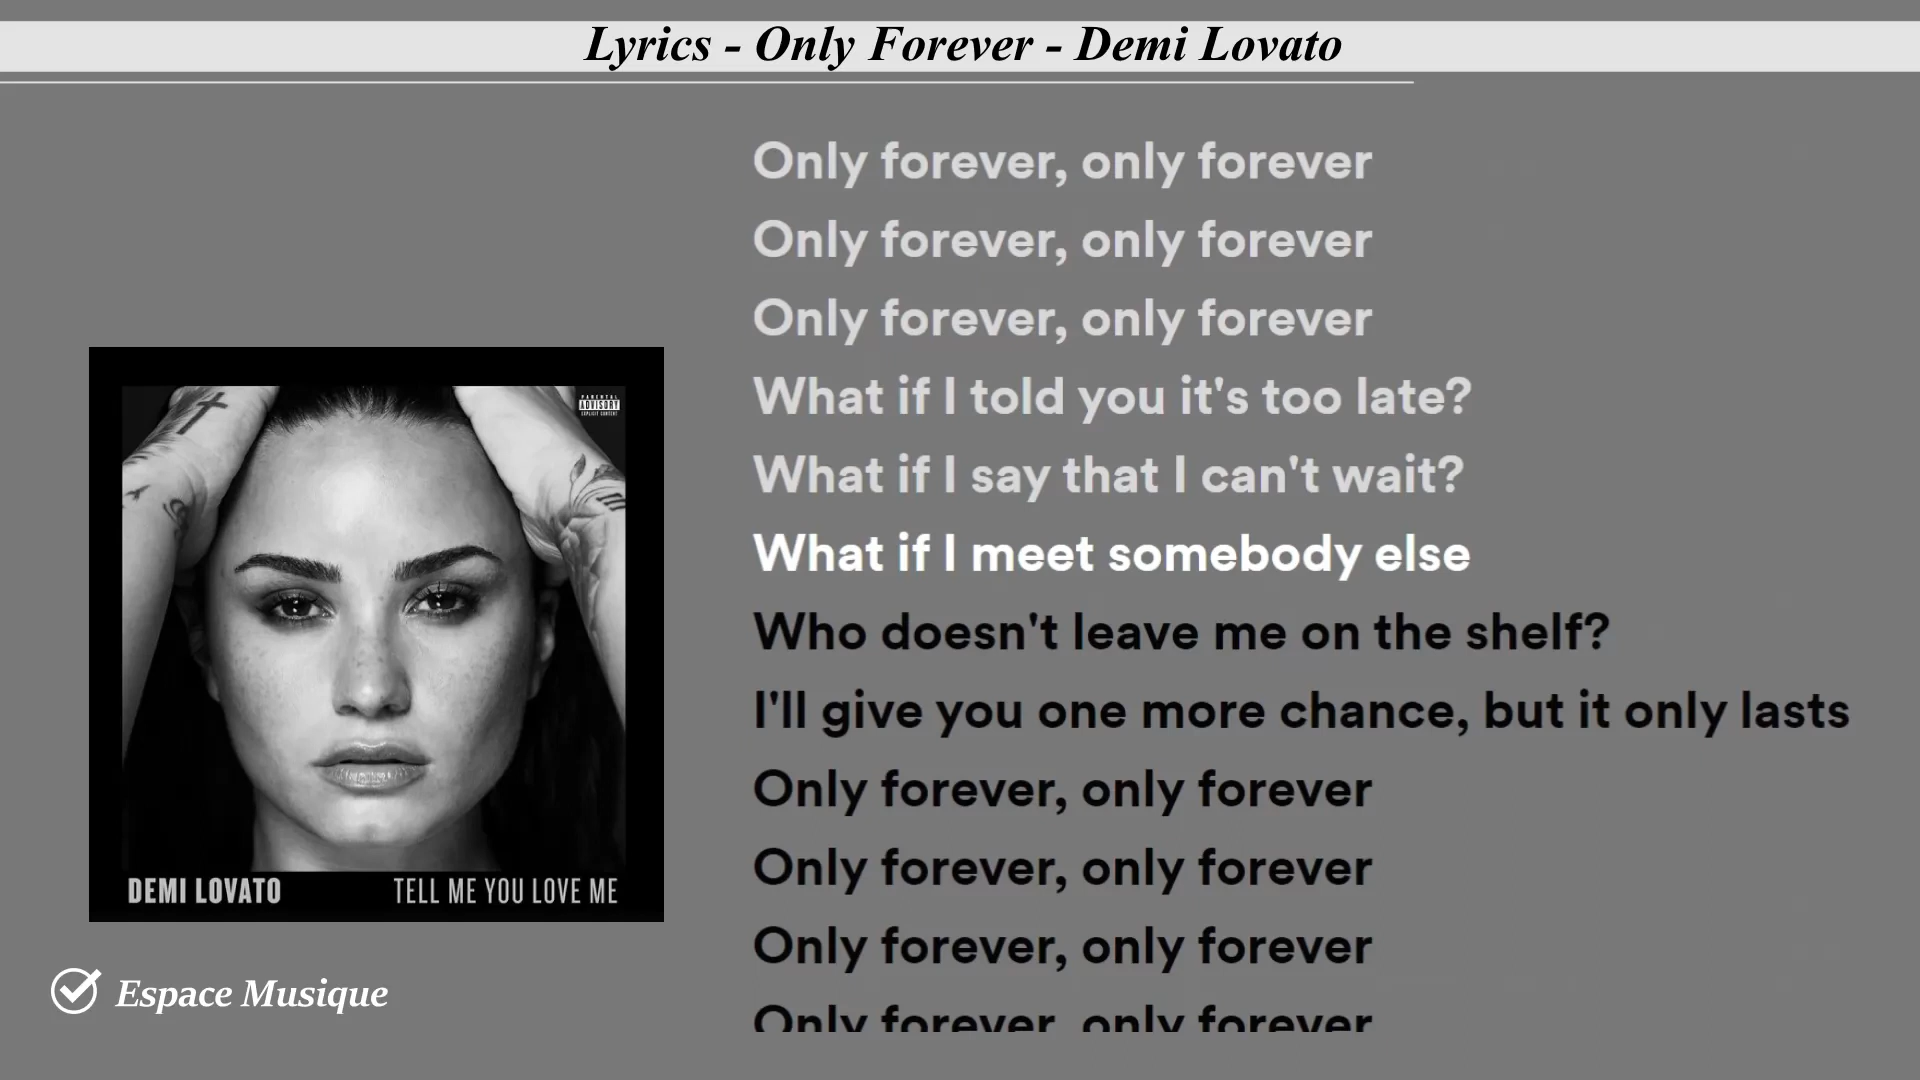 Lyrics - Only Forever - Demi Lovato
Only forever, only forever
Only forever, only forever
Only forever, only forever
What if I told you it's too late?
What if I say that I can't wait?
What if I meet somebody else
Who doesn't leave me on the shelf?
I'll give you one more chance, but it only lasts
Only forever, only forever
Only forever, only forever
Only forever, only forever
Only forever, only forever
PARENTAL
ADVISORY
EXPLICIT CONTENT
DEMI LOVATO TELL ME YOU LOVE ME
Espace Musique